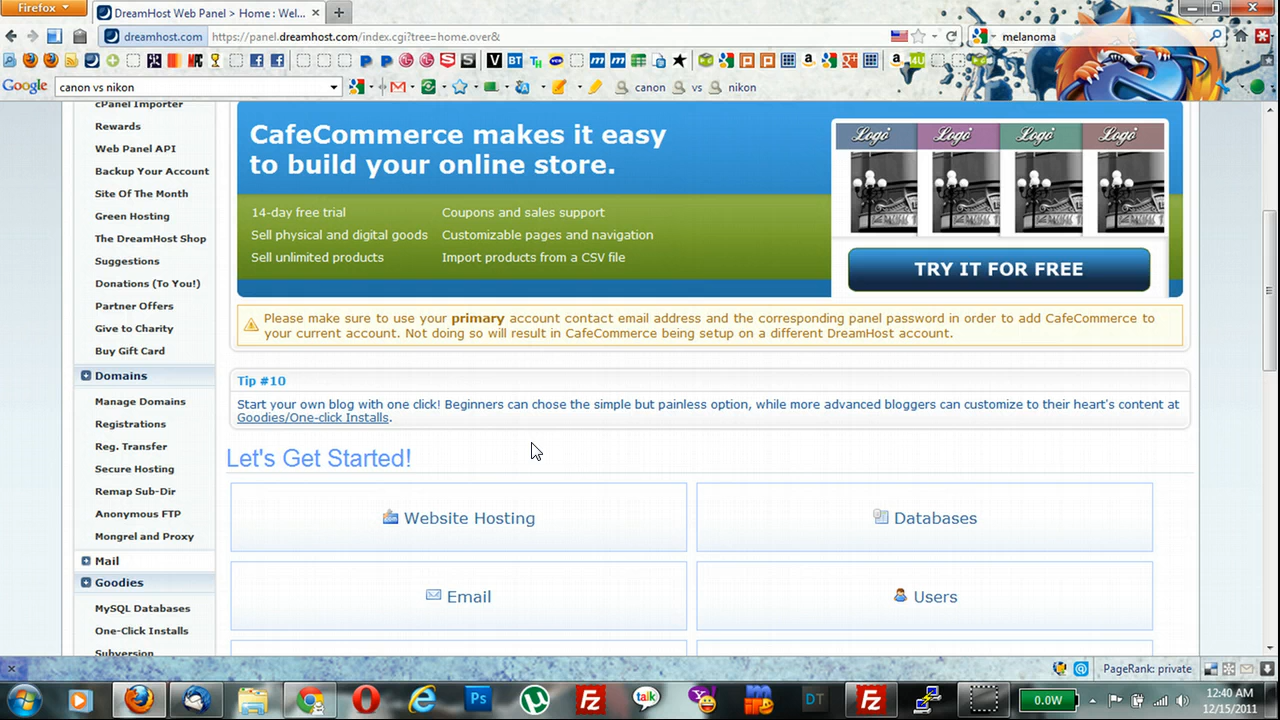 Firefox
DreamHost Web Panel > Home : Wel...
dreamhost.com
https://panel.dreamhost.com/index.cgi?tree=home.over&
melanoma
Google
canon vs nikon
canon
vs
nikon
cPanel Importer
Rewards
Web Panel API
Backup Your Account
Site Of The Month
Green Hosting
The DreamHost Shop
Suggestions
Donations (To You!)
Partner Offers
Give to Charity
Buy Gift Card
Domains
Manage Domains
Registrations
Reg. Transfer
Secure Hosting
Remap Sub-Dir
Anonymous FTP
Mongrel and Proxy
Mail
Goodies
MySQL Databases
One-Click Installs
Subversion
CafeCommerce makes it easy
to build your online store.
14-day free trial
Coupons and sales support
Sell physical and digital goods
Customizable pages and navigation
Sell unlimited products
Import products from a CSV file
Logo
Logo
Logo
Logo
TRY IT FOR FREE
Please make sure to use your primary account contact email address and the corresponding panel password in order to add CafeCommerce to
your current account. Not doing so will result in CafeCommerce being setup on a different DreamHost account.
Tip #10
Start your own blog with one click! Beginners can chose the simple but painless option, while more advanced bloggers can customize to their heart's content at
Goodies/One-click Installs.
Let's Get Started!
Website Hosting
Databases
Email
Users
PageRank: private
Ps
talk
DT
0.0W
12:40 AM
12/15/2011